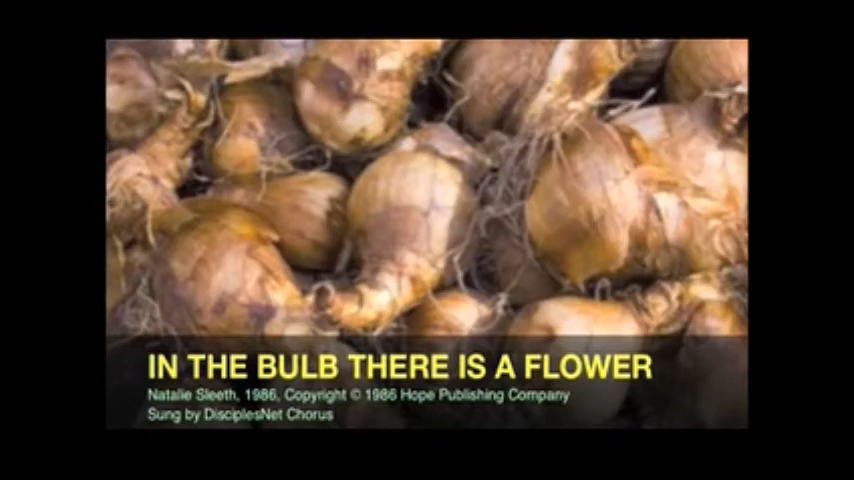 IN THE BULB THERE IS A FLOWER
Natalie Sleeth, 1986, Copyright © 1986 Hope Publishing Company
Sung by DisciplesNet Chorus